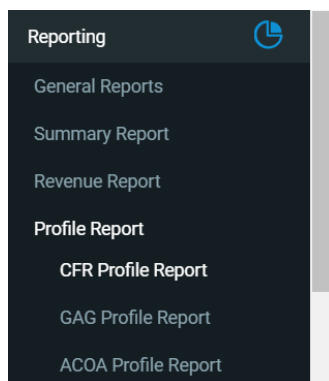 Reporting
General Reports
Summary Report
Revenue Report
Profile Report
CFR Profile Report
GAG Profile Report
ACOA Profile Report